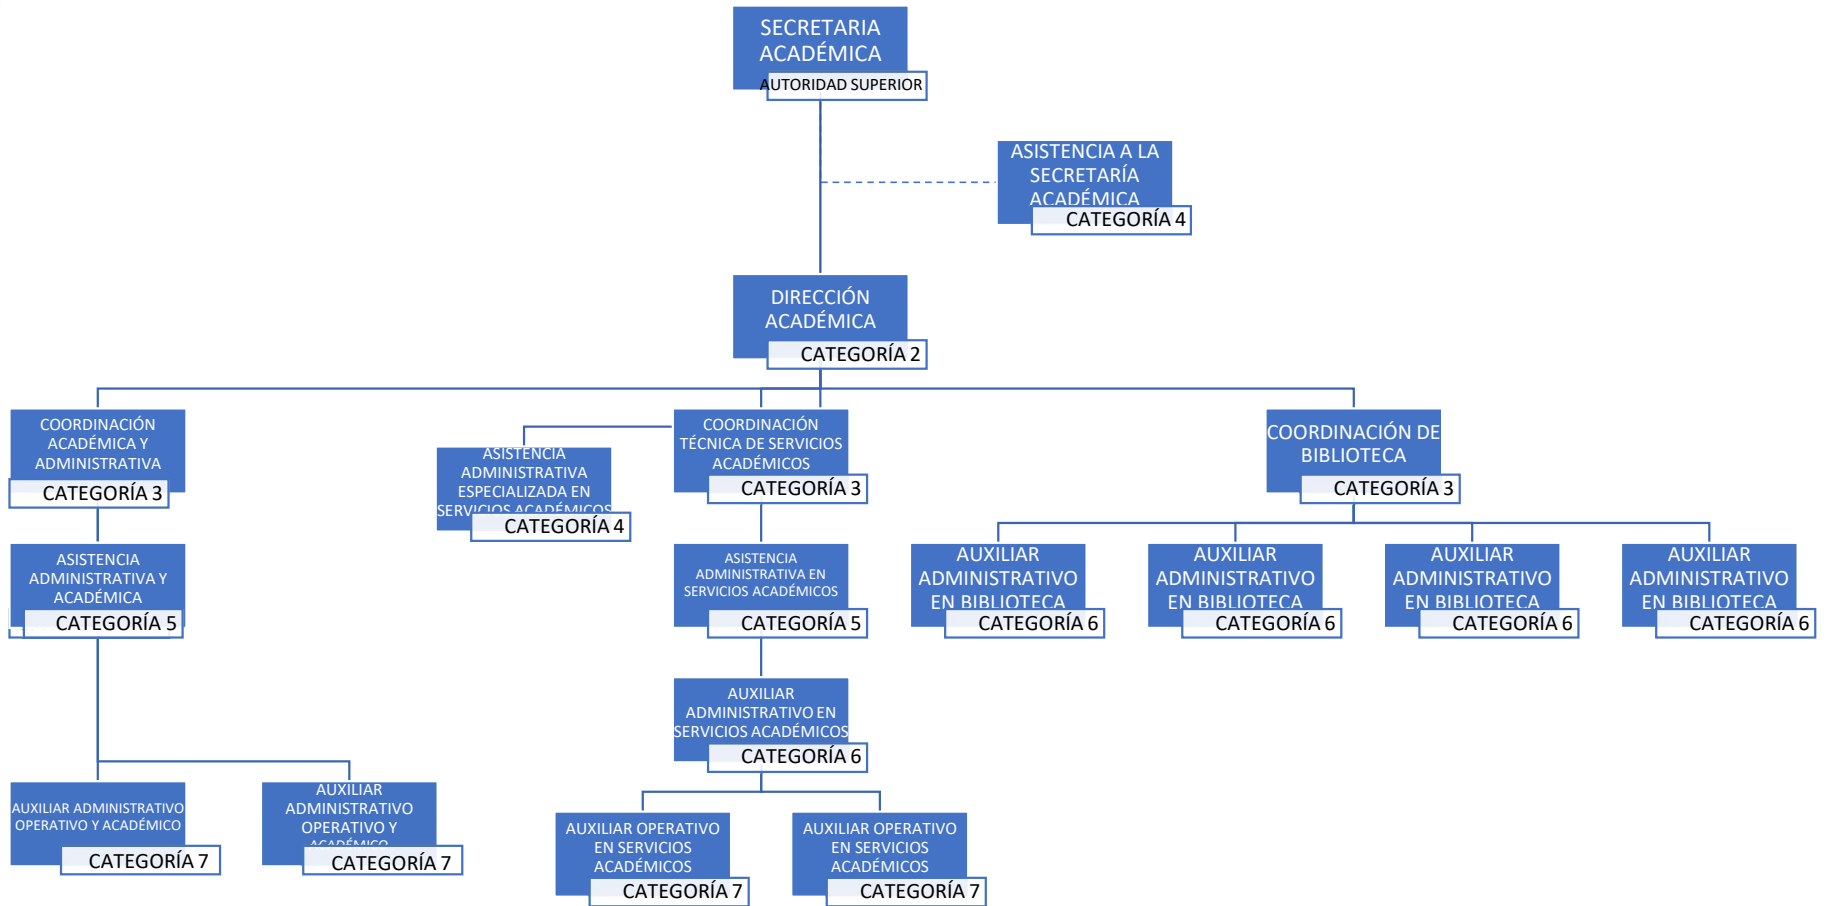 SECRETARIA
ACADÉMICA
AUTORIDAD SUPERIOR
ASISTENCIA A LA
SECRETARÍA
ACADÉMICA
CATEGORÍA 4
DIRECCIÓN
ACADÉMICA
CATEGORÍA 2
COORDINACIÓN
ACADÉMICA Y
ADMINISTRATIVA
CATEGORÍA 3
ASISTENCIA
ADMINISTRATIVA
ESPECIALIZADA EN
SERVICIOS ACADÉMICOS
CATEGORÍA 4
COORDINACIÓN
TÉCNICA DE SERVICIOS
ACADÉMICOS
CATEGORÍA 3
COORDINACIÓN DE
BIBLIOTECA
CATEGORÍA 3
ASISTENCIA
ADMINISTRATIVA Y
ACADÉMICA
CATEGORÍA 5
ASISTENCIA
ADMINISTRATIVA EN
SERVICIOS ACADÉMICOS
CATEGORÍA 5
AUXILIAR
ADMINISTRATIVO
EN BIBLIOTECA
CATEGORÍA 6
AUXILIAR
ADMINISTRATIVO
EN BIBLIOTECA
CATEGORÍA 6
AUXILIAR
ADMINISTRATIVO
EN BIBLIOTECA
CATEGORÍA 6
AUXILIAR
ADMINISTRATIVO
EN BIBLIOTECA
CATEGORÍA 6
AUXILIAR
ADMINISTRATIVO EN
SERVICIOS ACADÉMICOS
CATEGORÍA 6
AUXILIAR ADMINISTRATIVO
OPERATIVO Y ACADÉMICO
CATEGORÍA 7
AUXILIAR
ADMINISTRATIVO
OPERATIVO Y
ACADÉMICO
CATEGORÍA 7
AUXILIAR OPERATIVO
EN SERVICIOS
ACADÉMICOS
CATEGORÍA 7
AUXILIAR OPERATIVO
EN SERVICIOS
ACADÉMICOS
CATEGORÍA 7